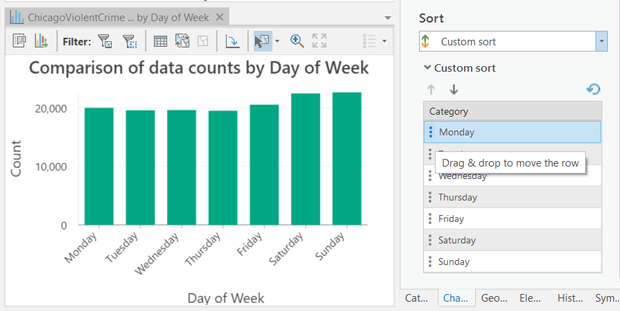 ChicagoViolentCrime ... by Day of Week
Filter:
Comparison of data counts by Day of Week
20,000
10,000
0
Count
Monday
Tuesday
Wednesday
Thursday
Friday
Saturday
Sunday
Day of Week
Sort
Custom sort
Custom sort
Category
Monday
Drag & drop to move the row
Wednesday
Thursday
Friday
Saturday
Sunday
Cat...
Cha...
Geo...
Ele...
Hist...
Sym...